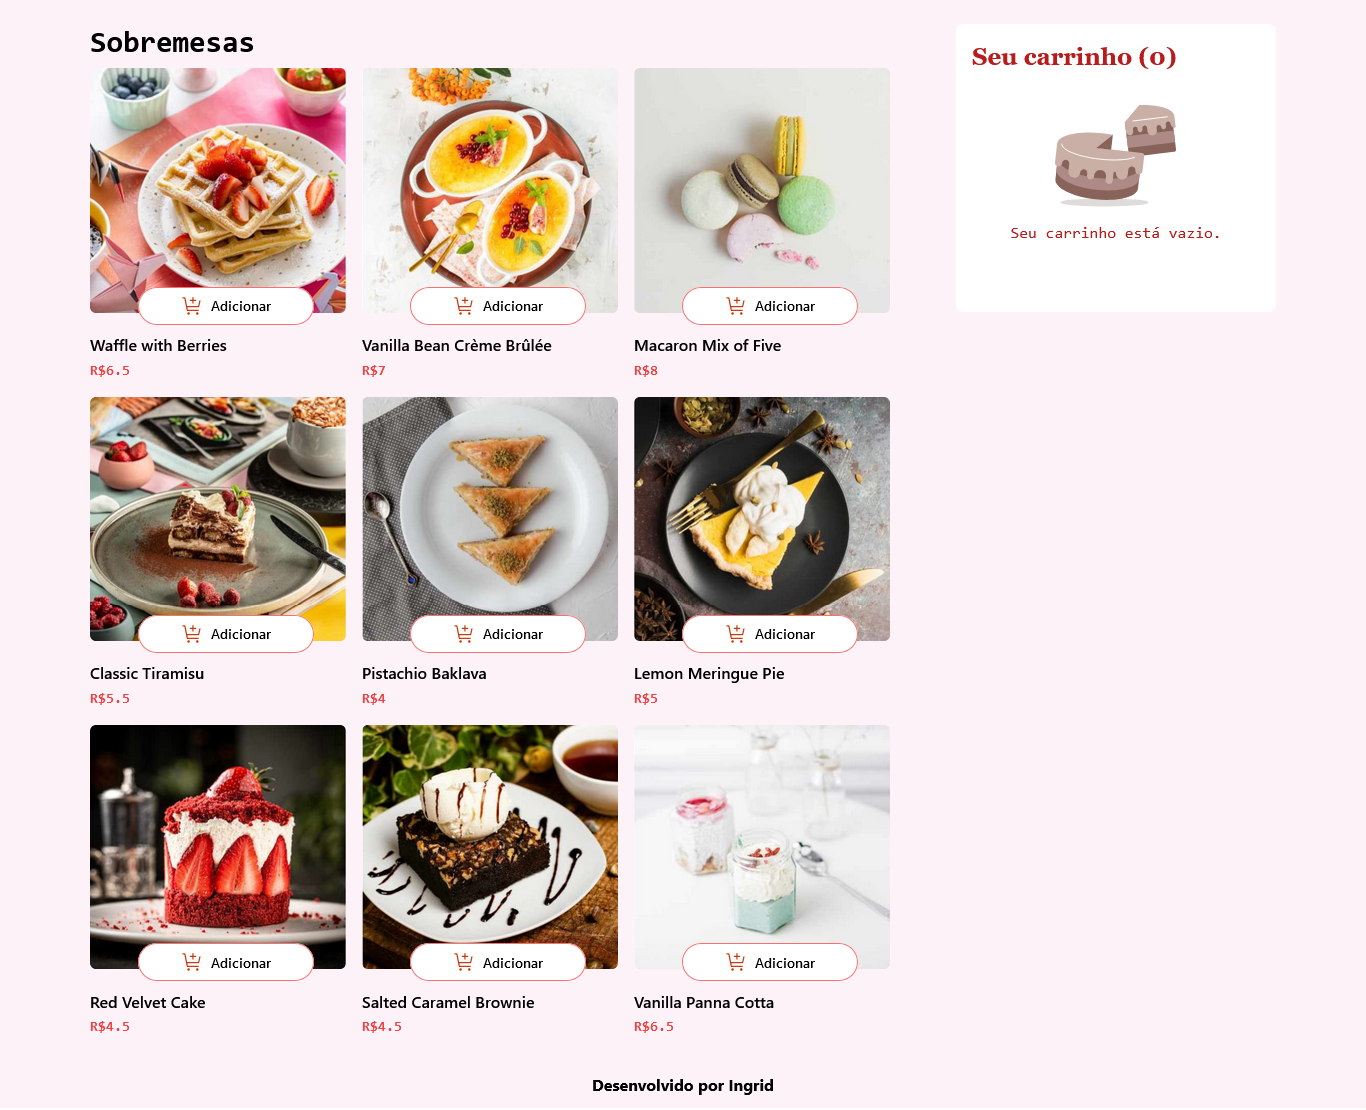 Sobremesas
Seu carrinho (0)
Seu carrinho está vazio.
Adicionar
Adicionar
Adicionar
Waffle with Berries
Vanilla Bean Crème Brûlée
Macaron Mix of Five
R$6.5
R$7
R$8
Adicionar
Adicionar
Adicionar
Classic Tiramisu
Pistachio Baklava
Lemon Meringue Pie
R$5.5
R$4
R$5
Adicionar
Adicionar
Adicionar
Red Velvet Cake
Salted Caramel Brownie
Vanilla Panna Cotta
R$4.5
R$4.5
R$6.5
Desenvolvido por Ingrid